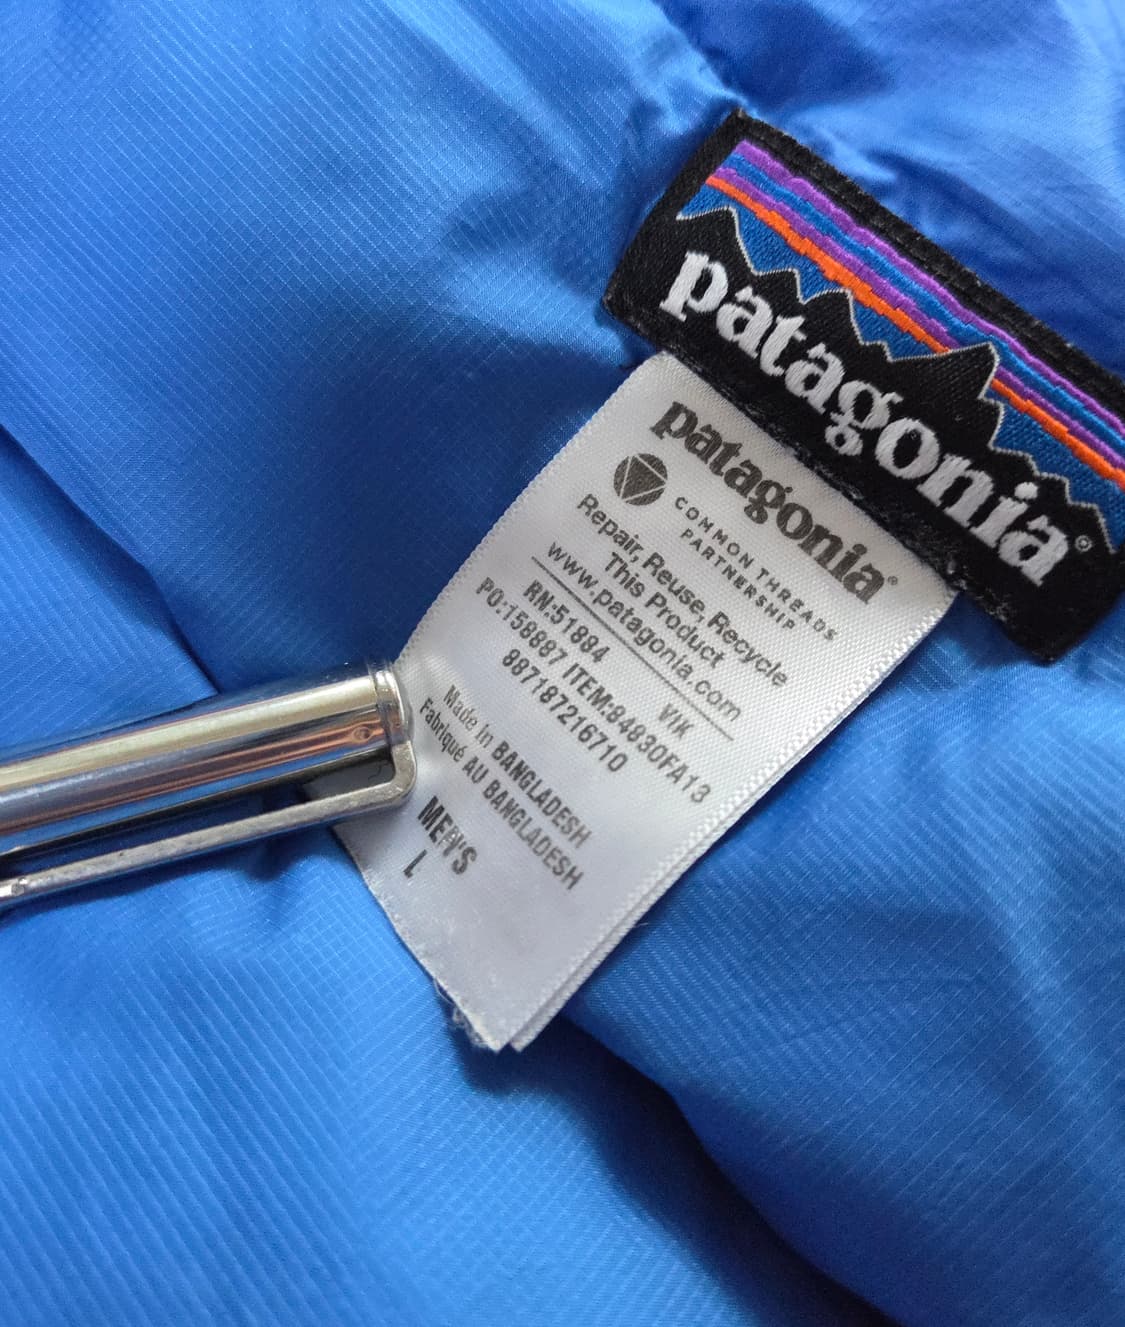 patagonia®
patagonia®
COMMON THREADS
PARTNERSHIP
Repair, Reuse, Recycle
This Product
www.patagonia.com
RN:51884 VIK
PO:158887 ITEM:84830FA13
887187216710
Made in BANGLADESH
Fabriqué AU BANGLADESH
MEN'S
L